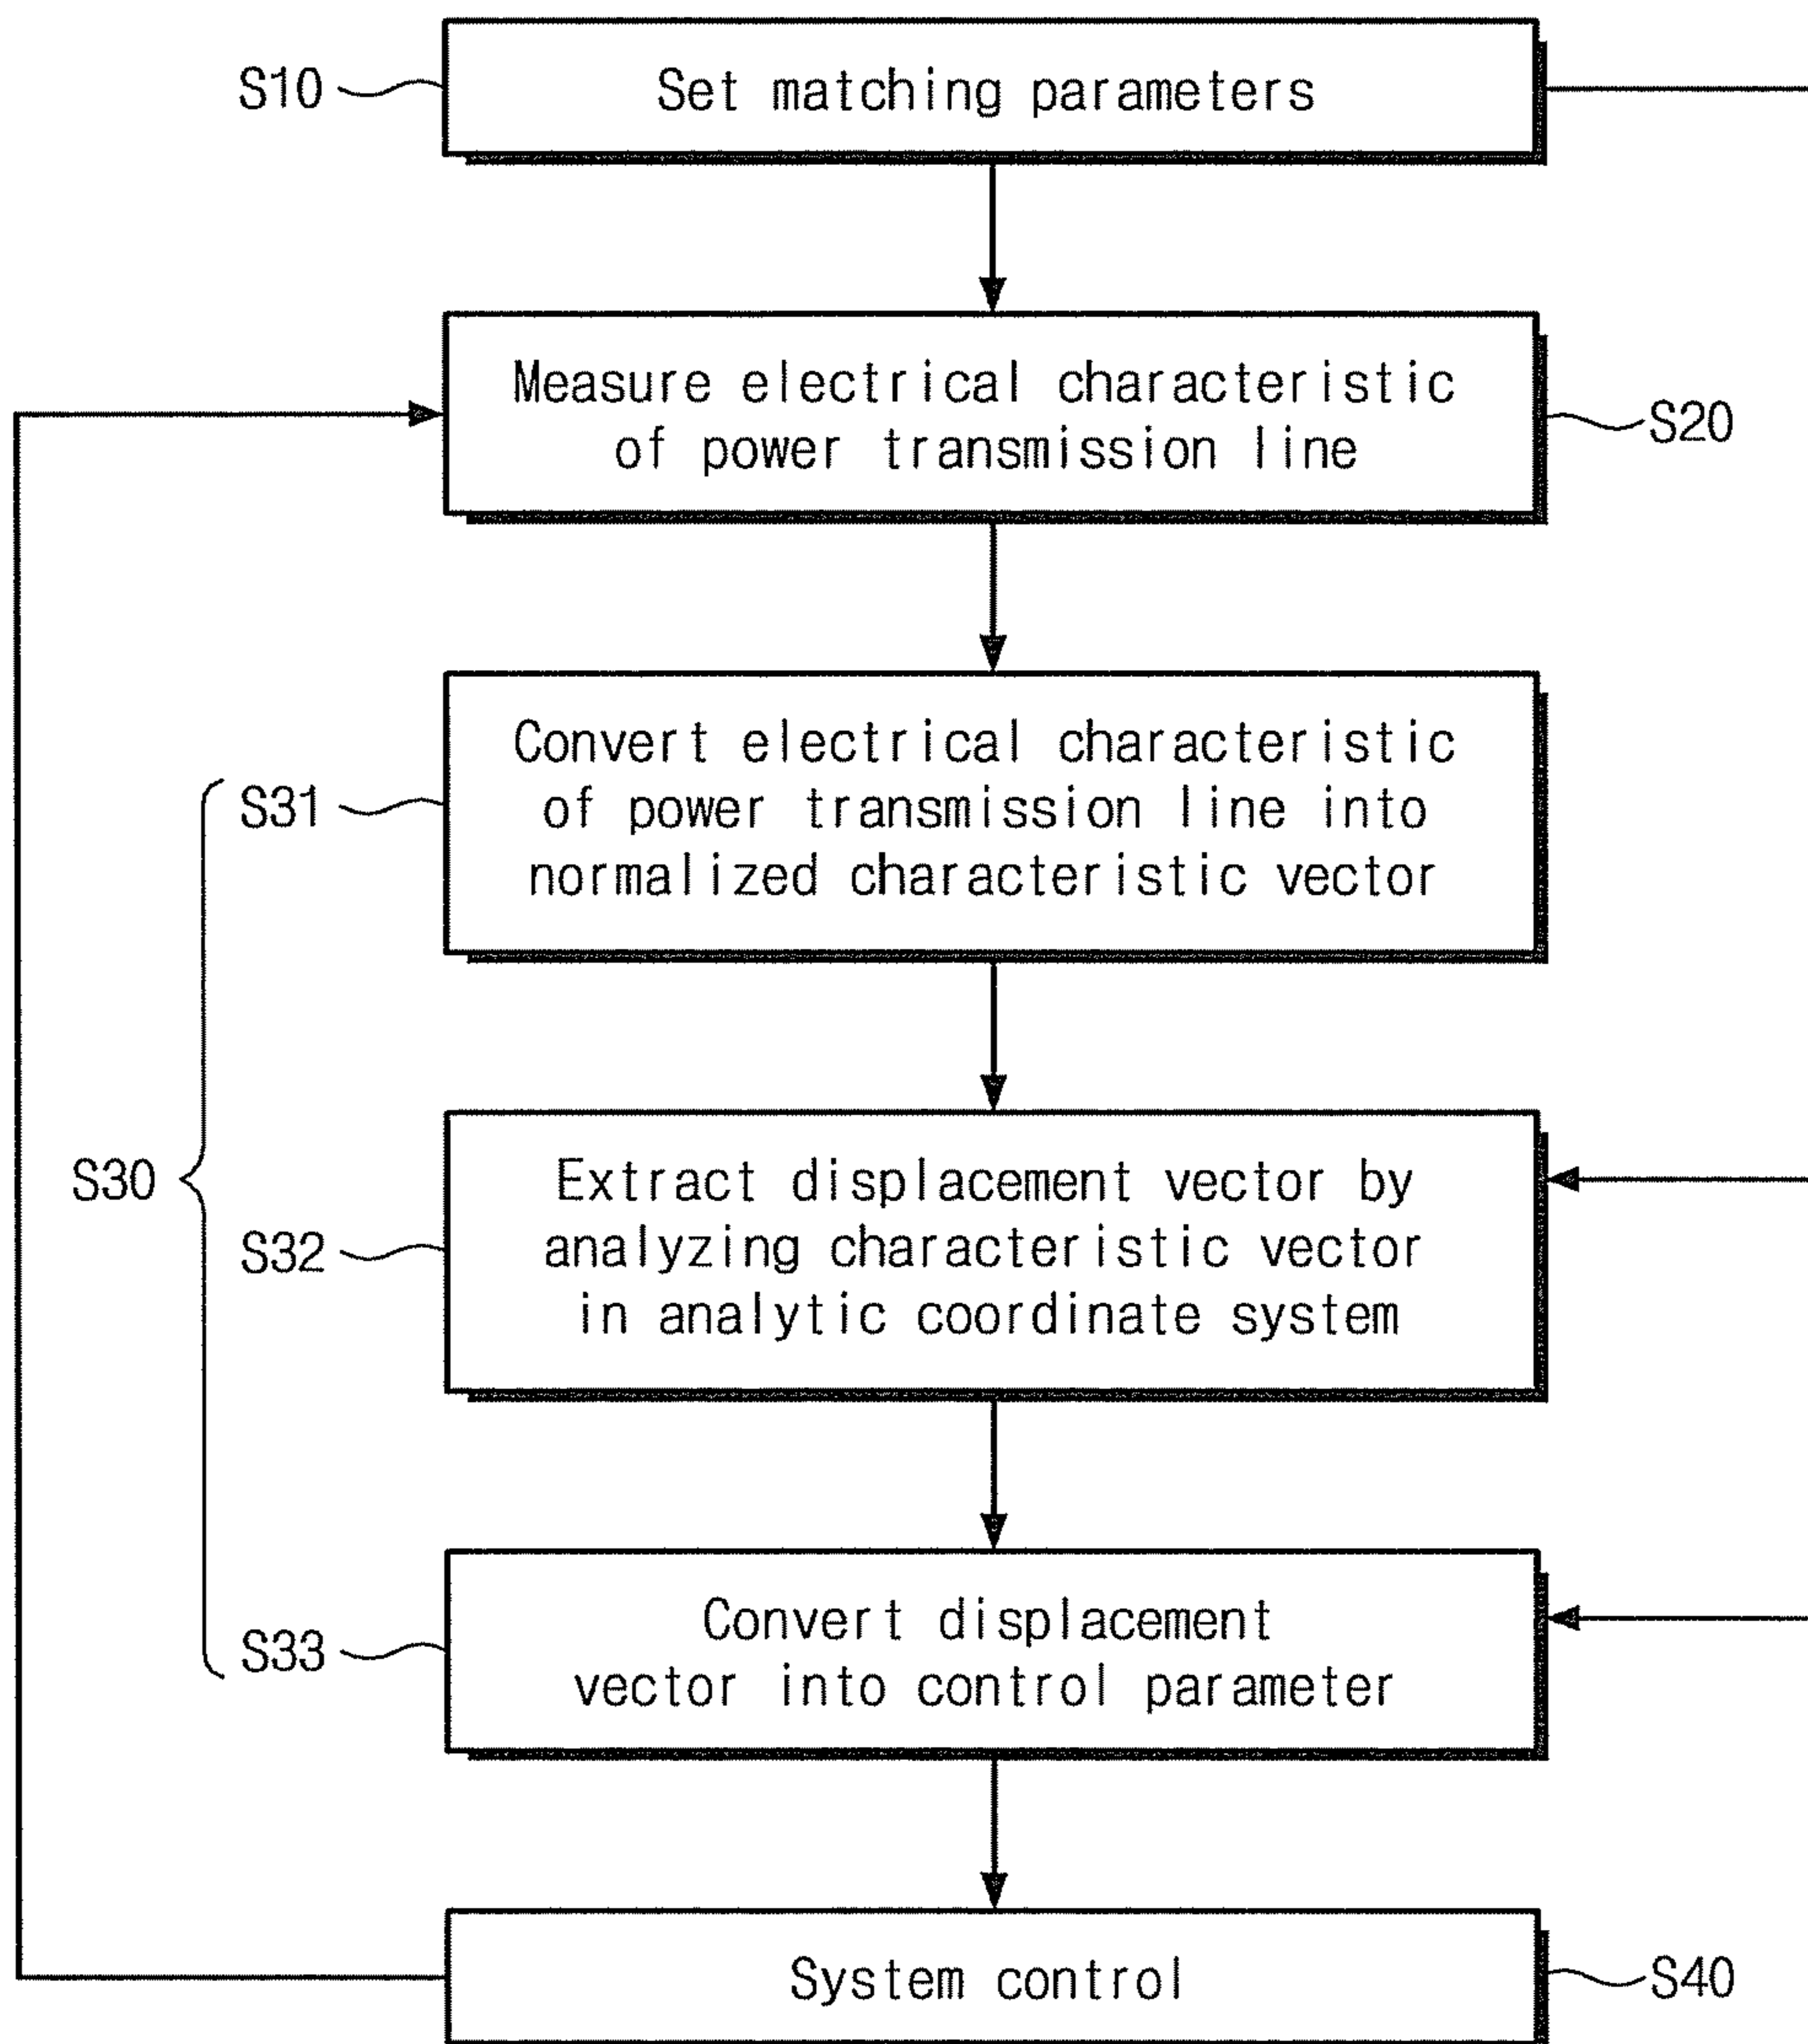 S10
Set matching parameters
Measure electrical characteristic
of power transmission line
S20
Convert electrical characteristic
of power transmission line into
normalized characteristic vector
S31
S30
Extract displacement vector by
analyzing characteristic vector
in analytic coordinate system
S32
Convert displacement
vector into control parameter
S33
System control
S40